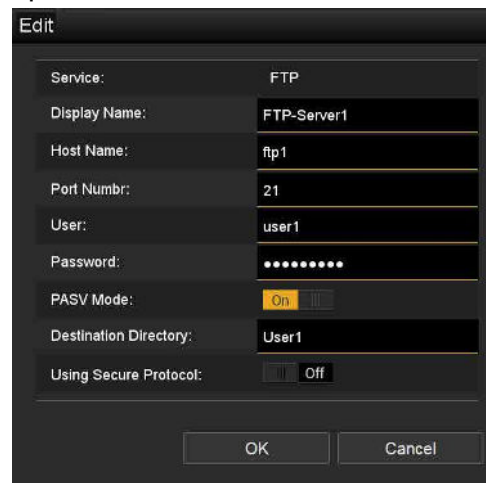 Edit
Service: FTP
Display Name: FTP-Server1
Host Name: ftp1
Port Numbr: 21
User: user1
Password: •••••••••
PASV Mode: On
Destination Directory: User1
Using Secure Protocol: Off
OK Cancel